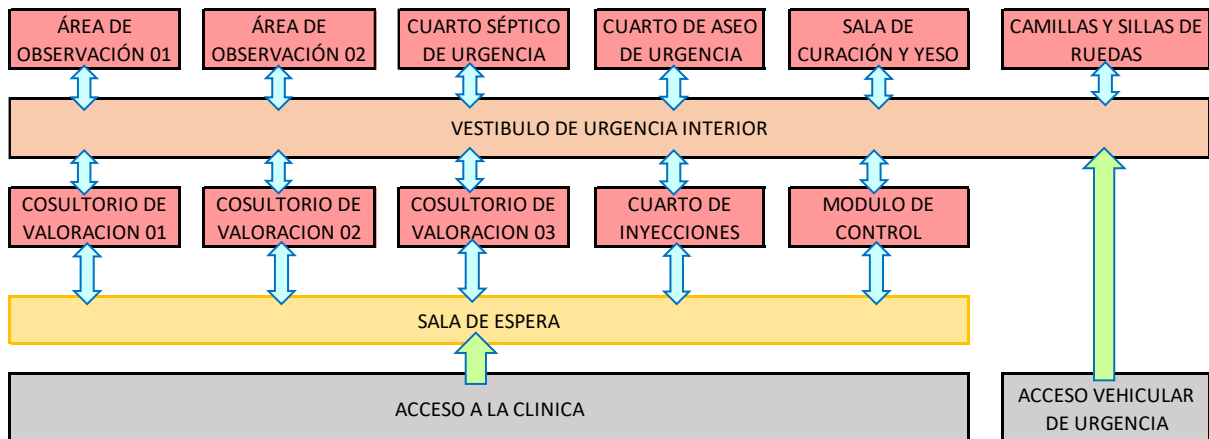 ÁREA DE
OBSERVACIÓN 01
ÁREA DE
OBSERVACIÓN 02
CUARTO SÉPTICO
DE URGENCIA
CUARTO DE ASEO
DE URGENCIA
SALA DE
CURACIÓN Y YESO
CAMILLAS Y SILLAS DE
RUEDAS
VESTIBULO DE URGENCIA INTERIOR
COSULTORIO DE
VALORACION 01
COSULTORIO DE
VALORACION 02
COSULTORIO DE
VALORACION 03
CUARTO DE
INYECCIONES
MODULO DE
CONTROL
SALA DE ESPERA
ACCESO A LA CLINICA
ACCESO VEHICULAR
DE URGENCIA